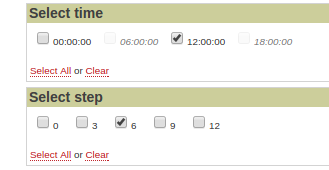 Select time
00:00:00 06:00:00 12:00:00 18:00:00
Select All or Clear
Select step
0 3 6 9 12
Select All or Clear